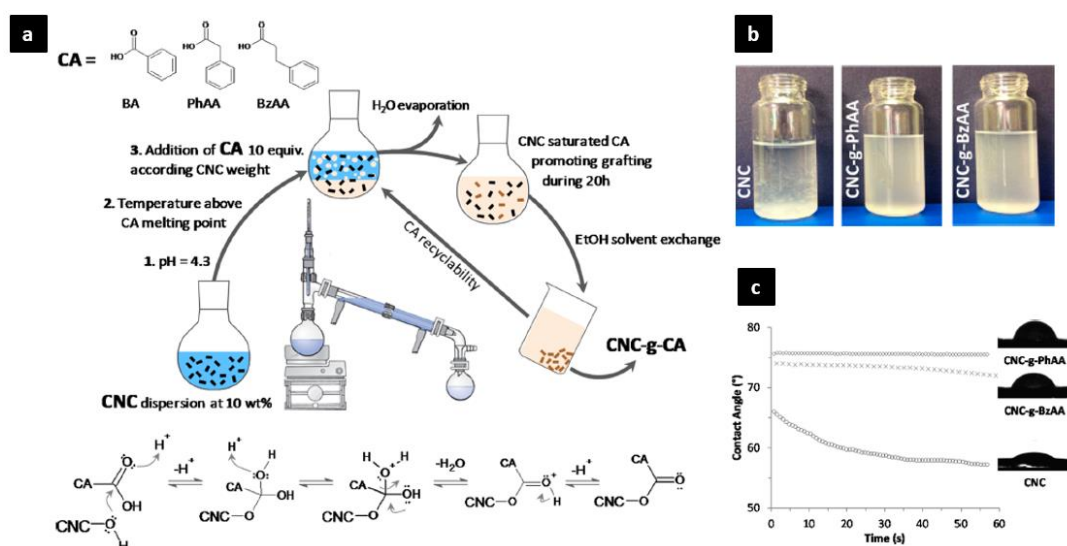 a
CA =
O
HO
BA
O
HO
PhAA
O
HO
BzAA
H₂O evaporation
3. Addition of CA 10 equiv.
according CNC weight
CNC saturated CA
promoting grafting
during 20h
2. Temperature above
CA melting point
1. pH = 4.3
CA recyclability
EtOH solvent exchange
CNC-g-CA
CNC dispersion at 10 wt%
O
H⁺
CA
OH
CNC-O
H
-H⁺
H⁺
H
O
CA
OH
CNC-O
H
H
O⁺
CA
OH
CNC-O
-H₂O
CA
O⁺
H
CNC-O
-H⁺
CA
O
CNC-O
b
CNC
CNC-g-PhAA
CNC-g-BzAA
c
80
70
60
50
Contact Angle (°)
0
10
20
30
40
50
60
Time (s)
CNC-g-PhAA
CNC-g-BzAA
CNC